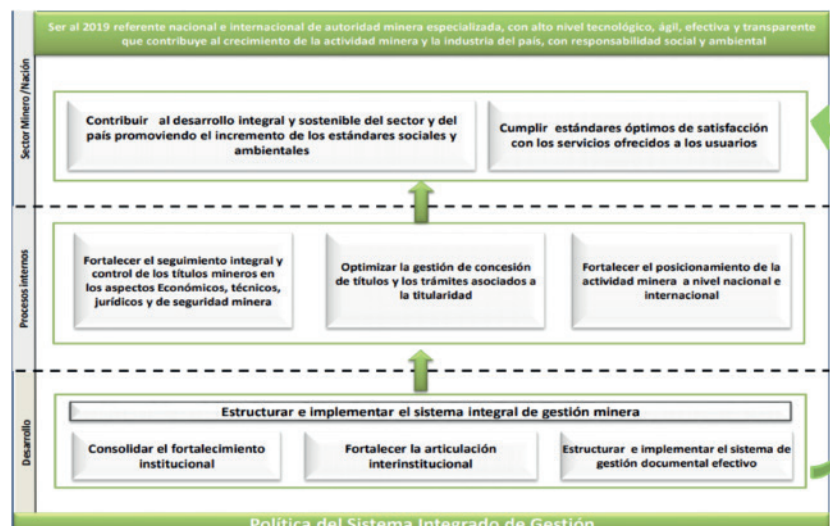 Ser al 2019 referente nacional e internacional de autoridad minera especializada, con alto nivel tecnológico, ágil, efectiva y transparente
que contribuye al crecimiento de la actividad minera y la industria del país, con responsabilidad social y ambiental
Sector Minero /Nación
Contribuir al desarrollo integral y sostenible del sector y del
país promoviendo el incremento de los estándares sociales y
ambientales
Cumplir estándares óptimos de satisfacción
con los servicios ofrecidos a los usuarios
Procesos internos
Fortalecer el seguimiento integral y
control de los títulos mineros en
los aspectos Económicos, técnicos,
jurídicos y de seguridad minera
Optimizar la gestión de concesión
de títulos y los trámites asociados a
la titularidad
Fortalecer el posicionamiento de la
actividad minera a nivel nacional e
internacional
Desarrollo
Estructurar e implementar el sistema integral de gestión minera
Consolidar el fortalecimiento
institucional
Fortalecer la articulación
interinstitucional
Estructurar e implementar el sistema de
gestión documental efectivo
Política del Sistema Integrado de Gestión